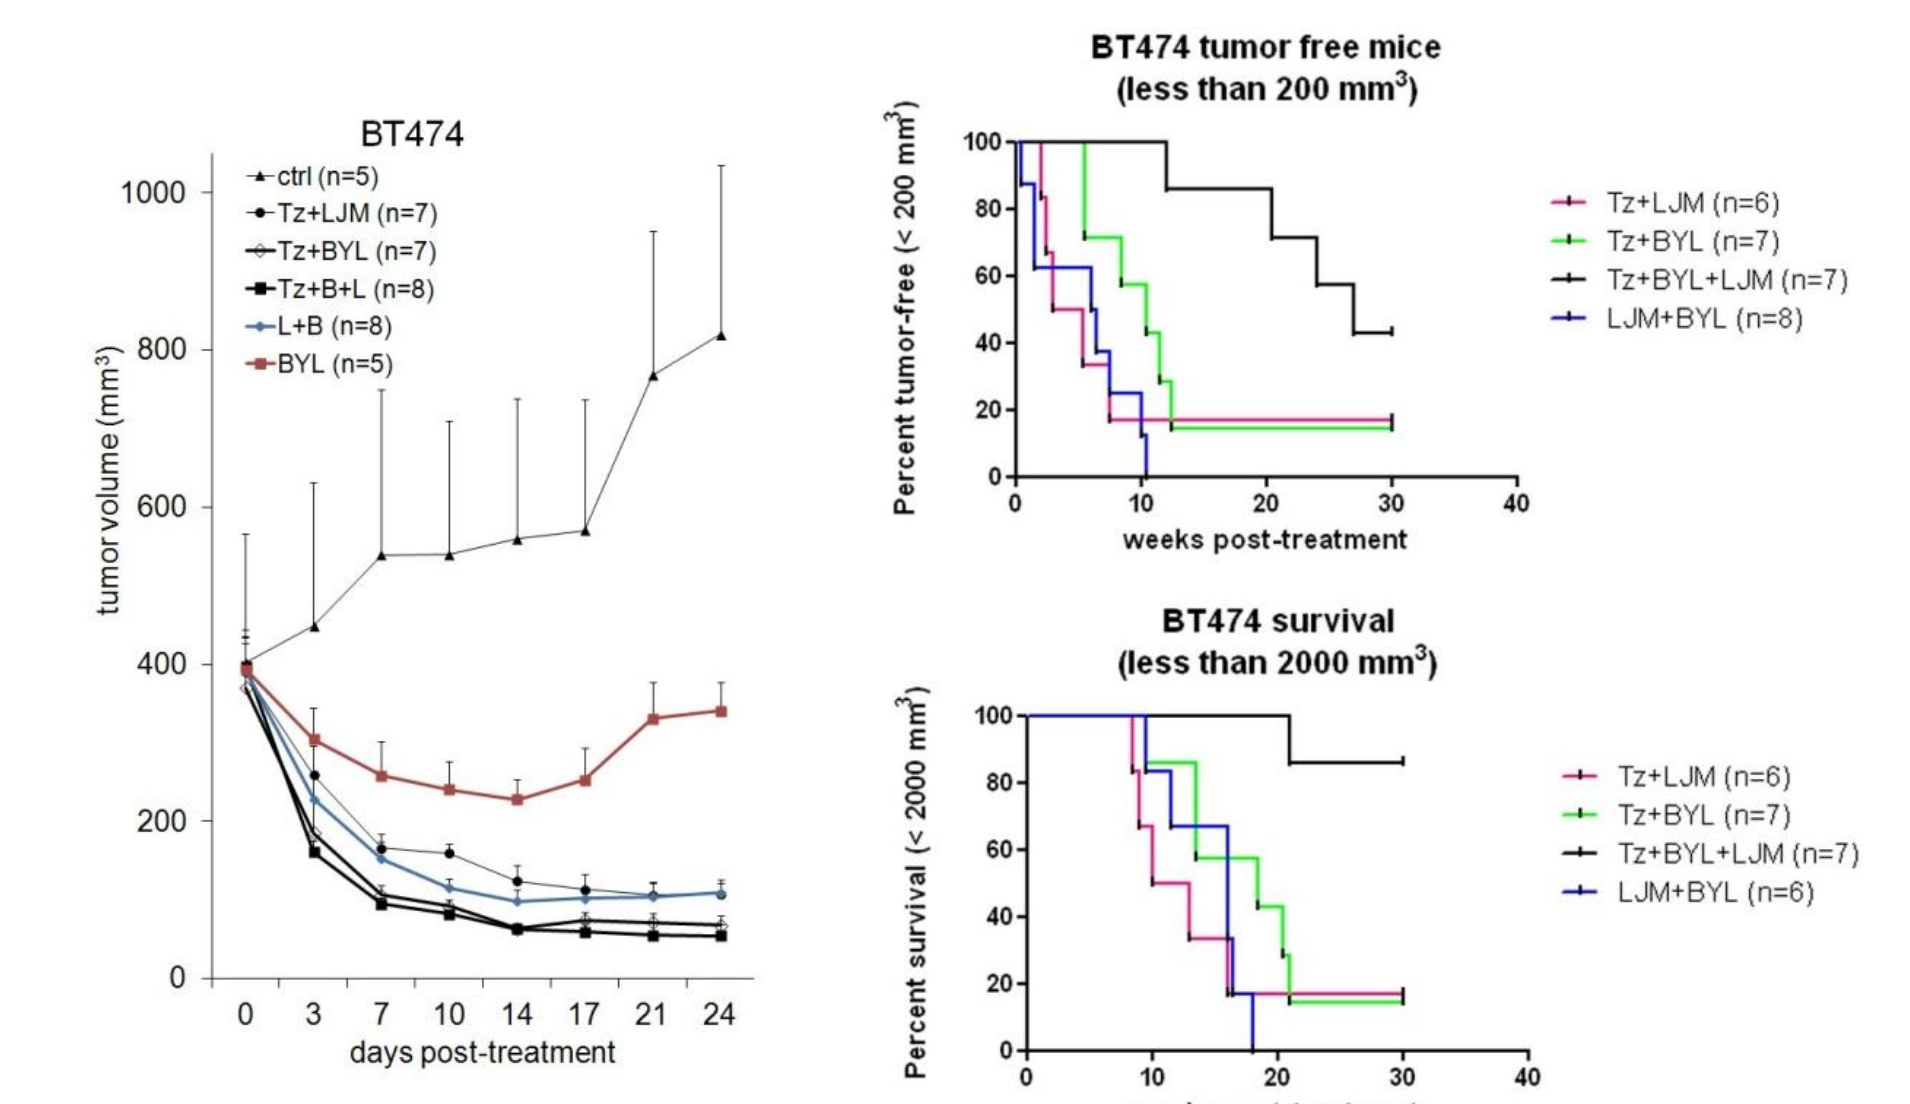 BT474
ctrl (n=5)
Tz+LJM (n=7)
Tz+BYL (n=7)
Tz+B+L (n=8)
L+B (n=8)
BYL (n=5)
tumor volume (mm³)
1000
800
600
400
200
0
0 3 7 10 14 17 21 24
days post-treatment
BT474 tumor free mice
(less than 200 mm³)
Percent tumor-free (< 200 mm³)
100
80
60
40
20
0
0 10 20 30 40
weeks post-treatment
Tz+LJM (n=6)
Tz+BYL (n=7)
Tz+BYL+LJM (n=7)
LJM+BYL (n=8)
BT474 survival
(less than 2000 mm³)
Percent survival (< 2000 mm³)
100
80
60
40
20
0
0 10 20 30 40
Tz+LJM (n=6)
Tz+BYL (n=7)
Tz+BYL+LJM (n=7)
LJM+BYL (n=6)